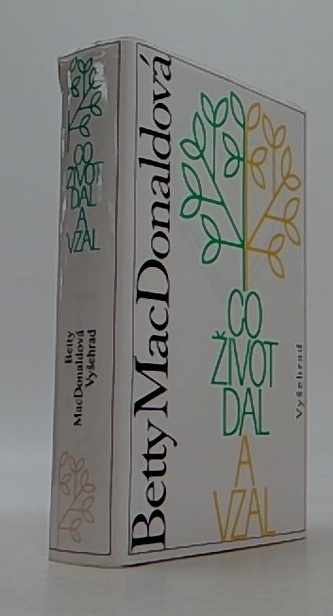 CO
ŽIVOT
DAL
A
VZAL
Betty
MacDonaldová
Vyšehrad
Betty MacDonaldová
CO
ŽIVOT
DAL
A
VZAL
Vyšehrad